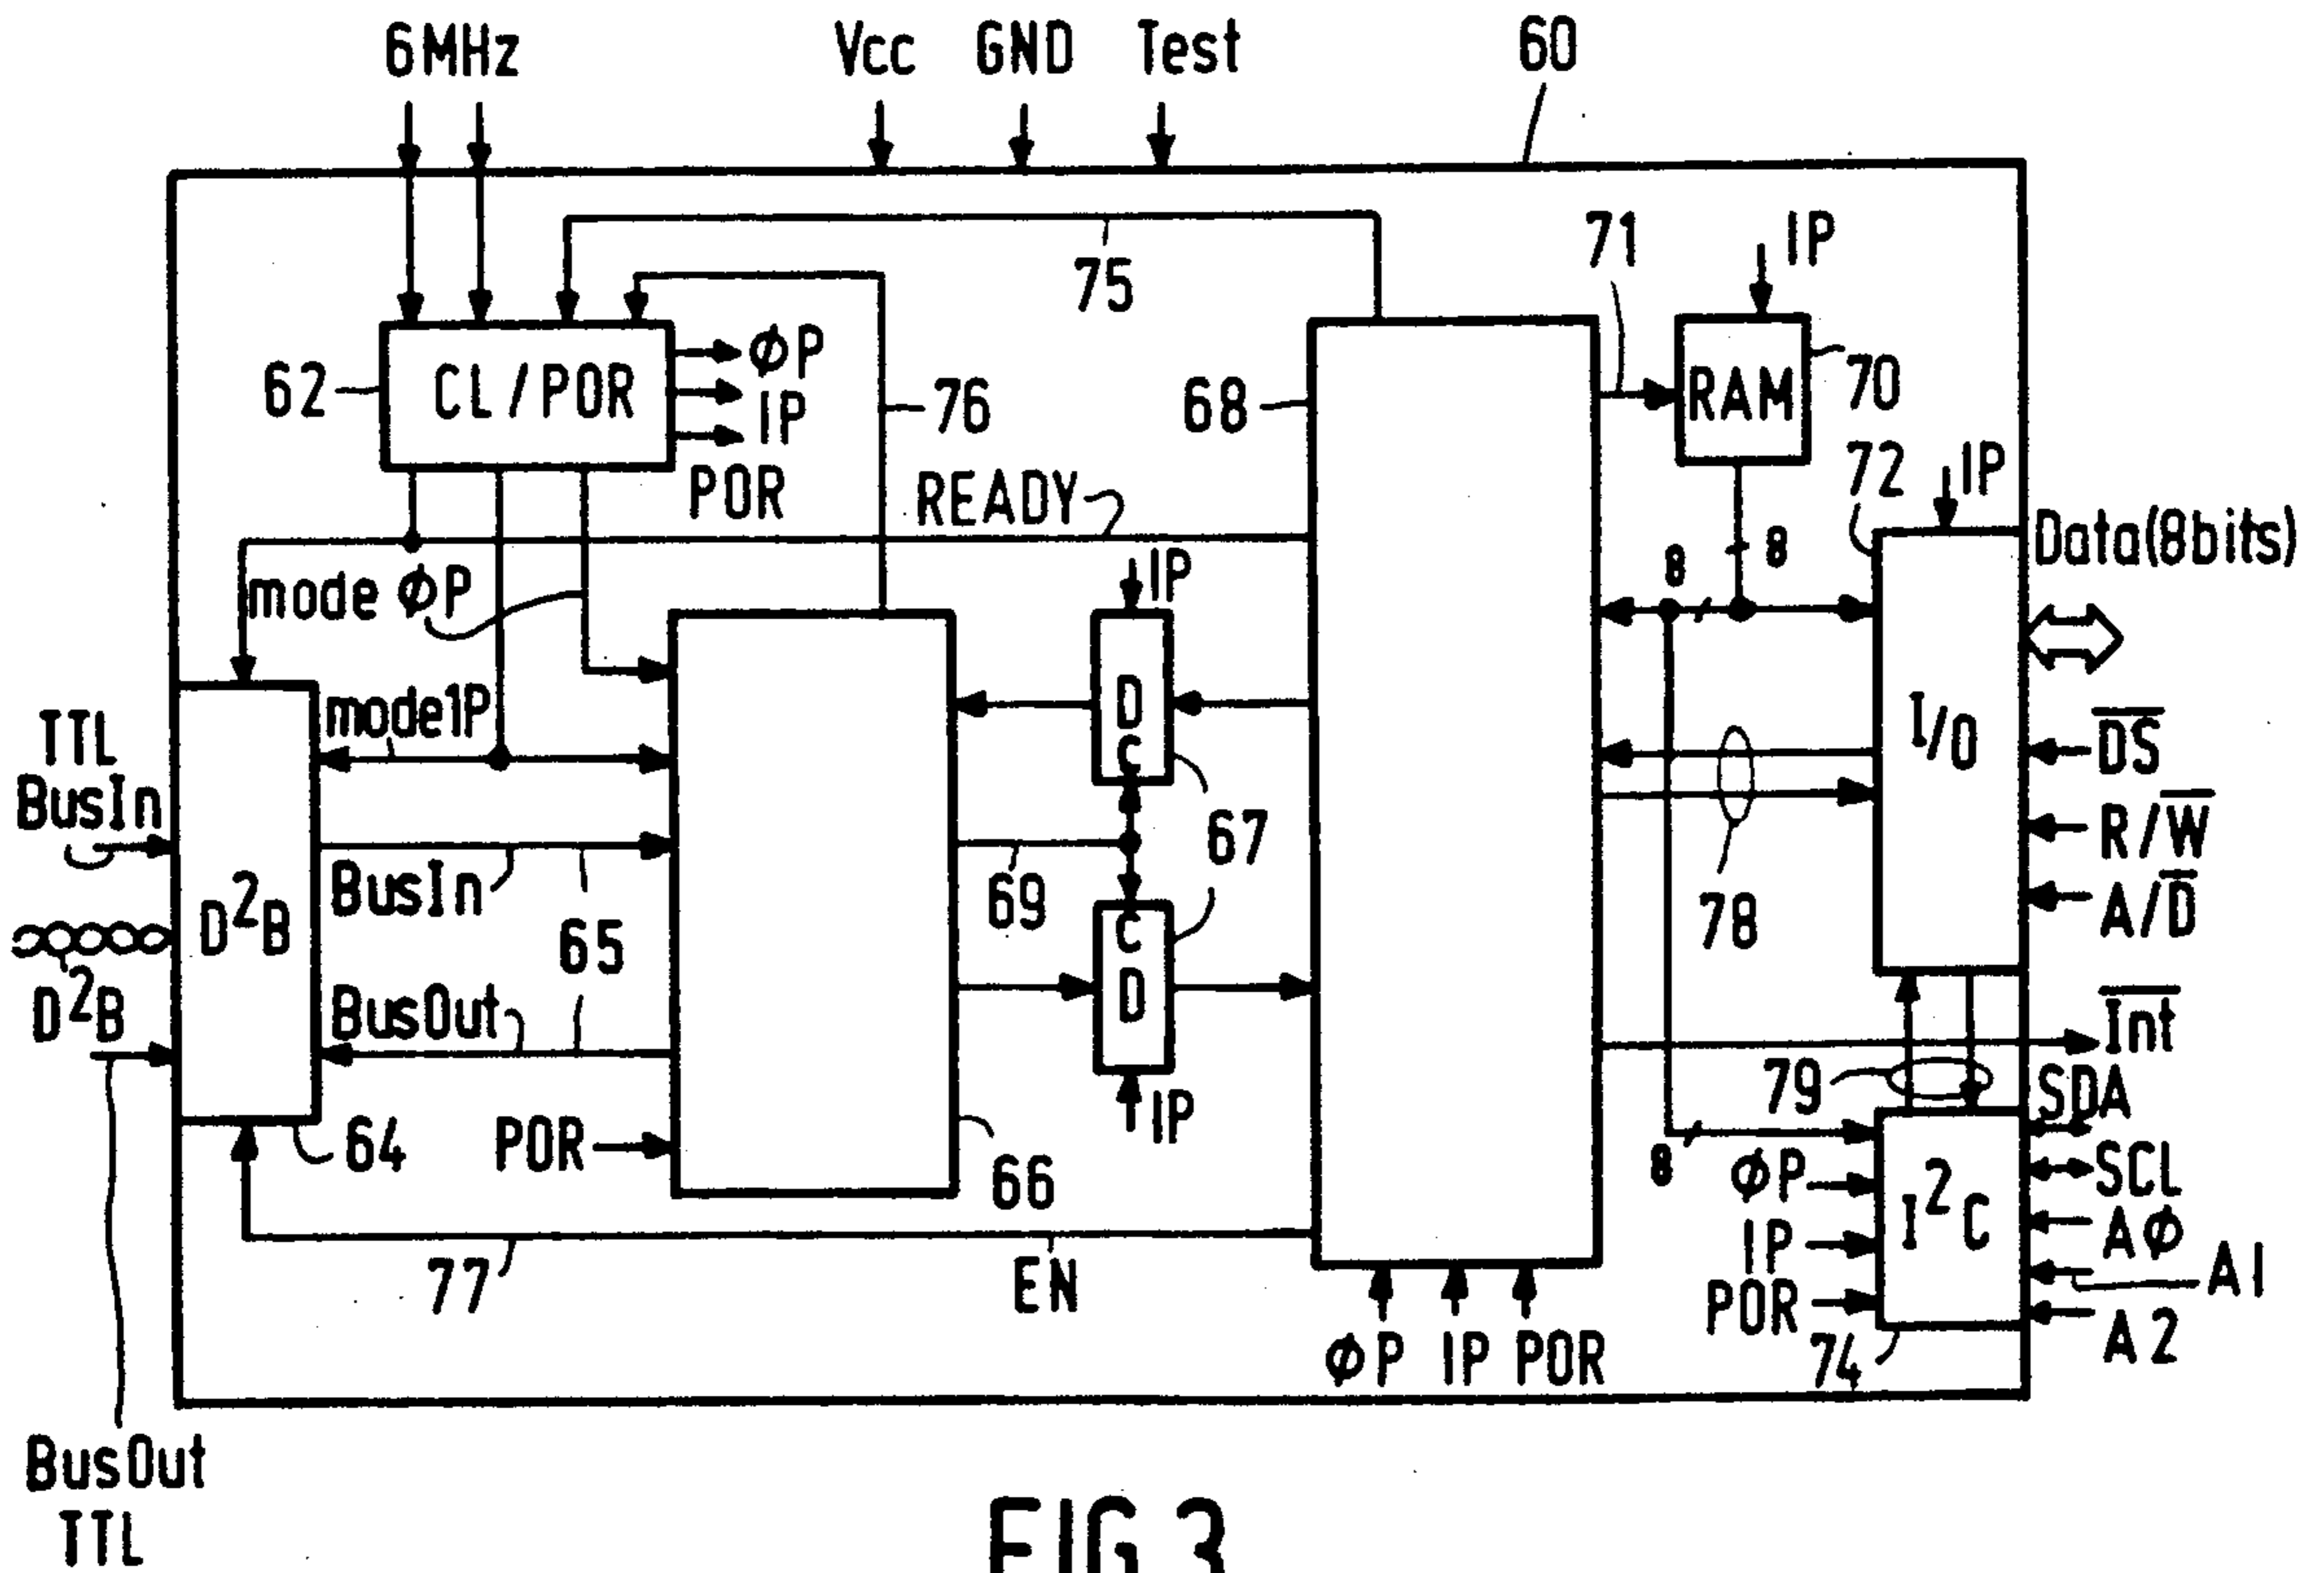 6MHz Vcc GND Test 60
75 71 IP
62 CL/POR ϕP IP POR 76 68 RAM 70
READY 72 IP
Data(8bits)
mode ϕP IP 8 8
mode1P D C I/O
TTL BusIn D̅S̅
BusIn 67 R/W̅
D²B 65 69 C D 78 A/D̅
D²B BusOut I̅n̅t̅
79 SDA
64 POR IP 66 8 ϕP I²C SCL
IP Aϕ
77 EN POR A1
ϕP IP POR 74 A2
BusOut
TTL
FIG.3